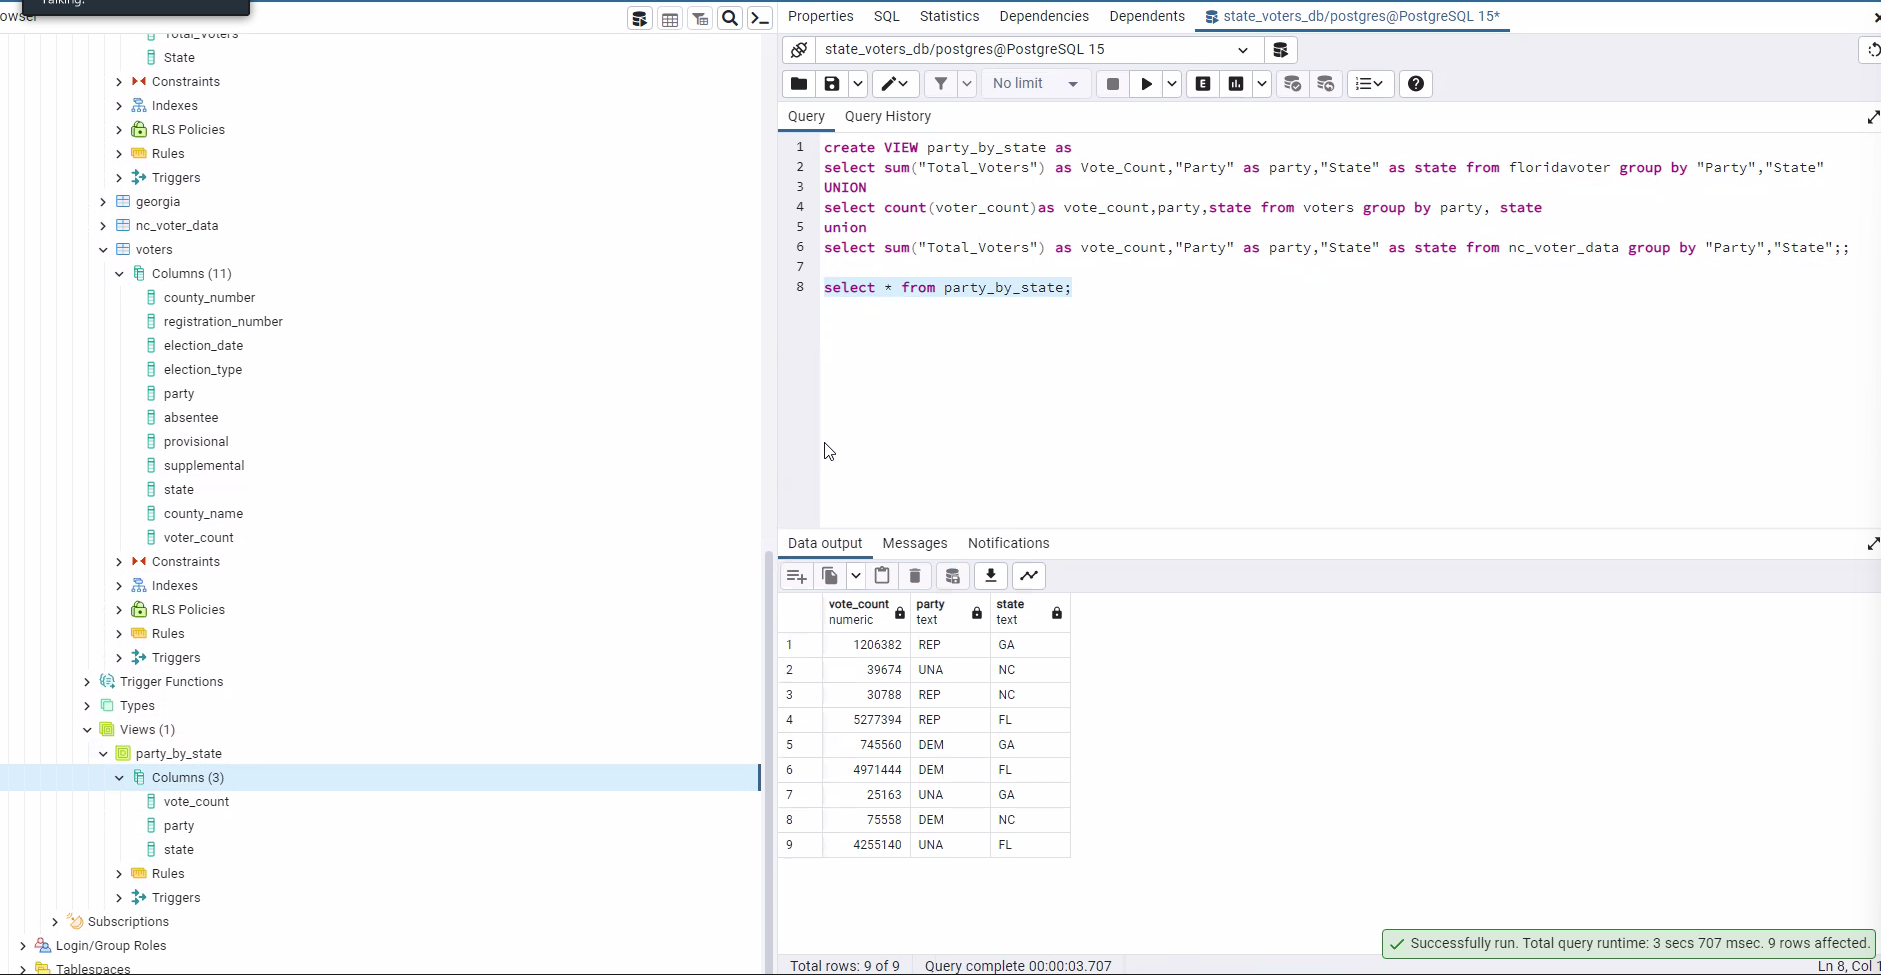 Talking:
owser
Total_Voters
State
Constraints
Indexes
RLS Policies
Rules
Triggers
georgia
nc_voter_data
voters
Columns (11)
county_number
registration_number
election_date
election_type
party
absentee
provisional
supplemental
state
county_name
voter_count
Constraints
Indexes
RLS Policies
Rules
Triggers
Trigger Functions
Types
Views (1)
party_by_state
Columns (3)
vote_count
party
state
Rules
Triggers
Subscriptions
Login/Group Roles
Tablespaces
Properties SQL Statistics Dependencies Dependents state_voters_db/postgres@PostgreSQL 15*
state_voters_db/postgres@PostgreSQL 15
No limit E
Query Query History
1 create VIEW party_by_state as
2 select sum("Total_Voters") as Vote_Count,"Party" as party,"State" as state from floridavoter group by "Party","State"
3 UNION
4 select count(voter_count)as vote_count,party,state from voters group by party, state
5 union
6 select sum("Total_Voters") as vote_count,"Party" as party,"State" as state from nc_voter_data group by "Party","State";;
7
8 select * from party_by_state;
Data output Messages Notifications
vote_count party state
numeric text text
1 1206382 REP GA
2 39674 UNA NC
3 30788 REP NC
4 5277394 REP FL
5 745560 DEM GA
6 4971444 DEM FL
7 25163 UNA GA
8 75558 DEM NC
9 4255140 UNA FL
Successfully run. Total query runtime: 3 secs 707 msec. 9 rows affected.
Total rows: 9 of 9 Query complete 00:00:03.707 Ln 8, Col 1